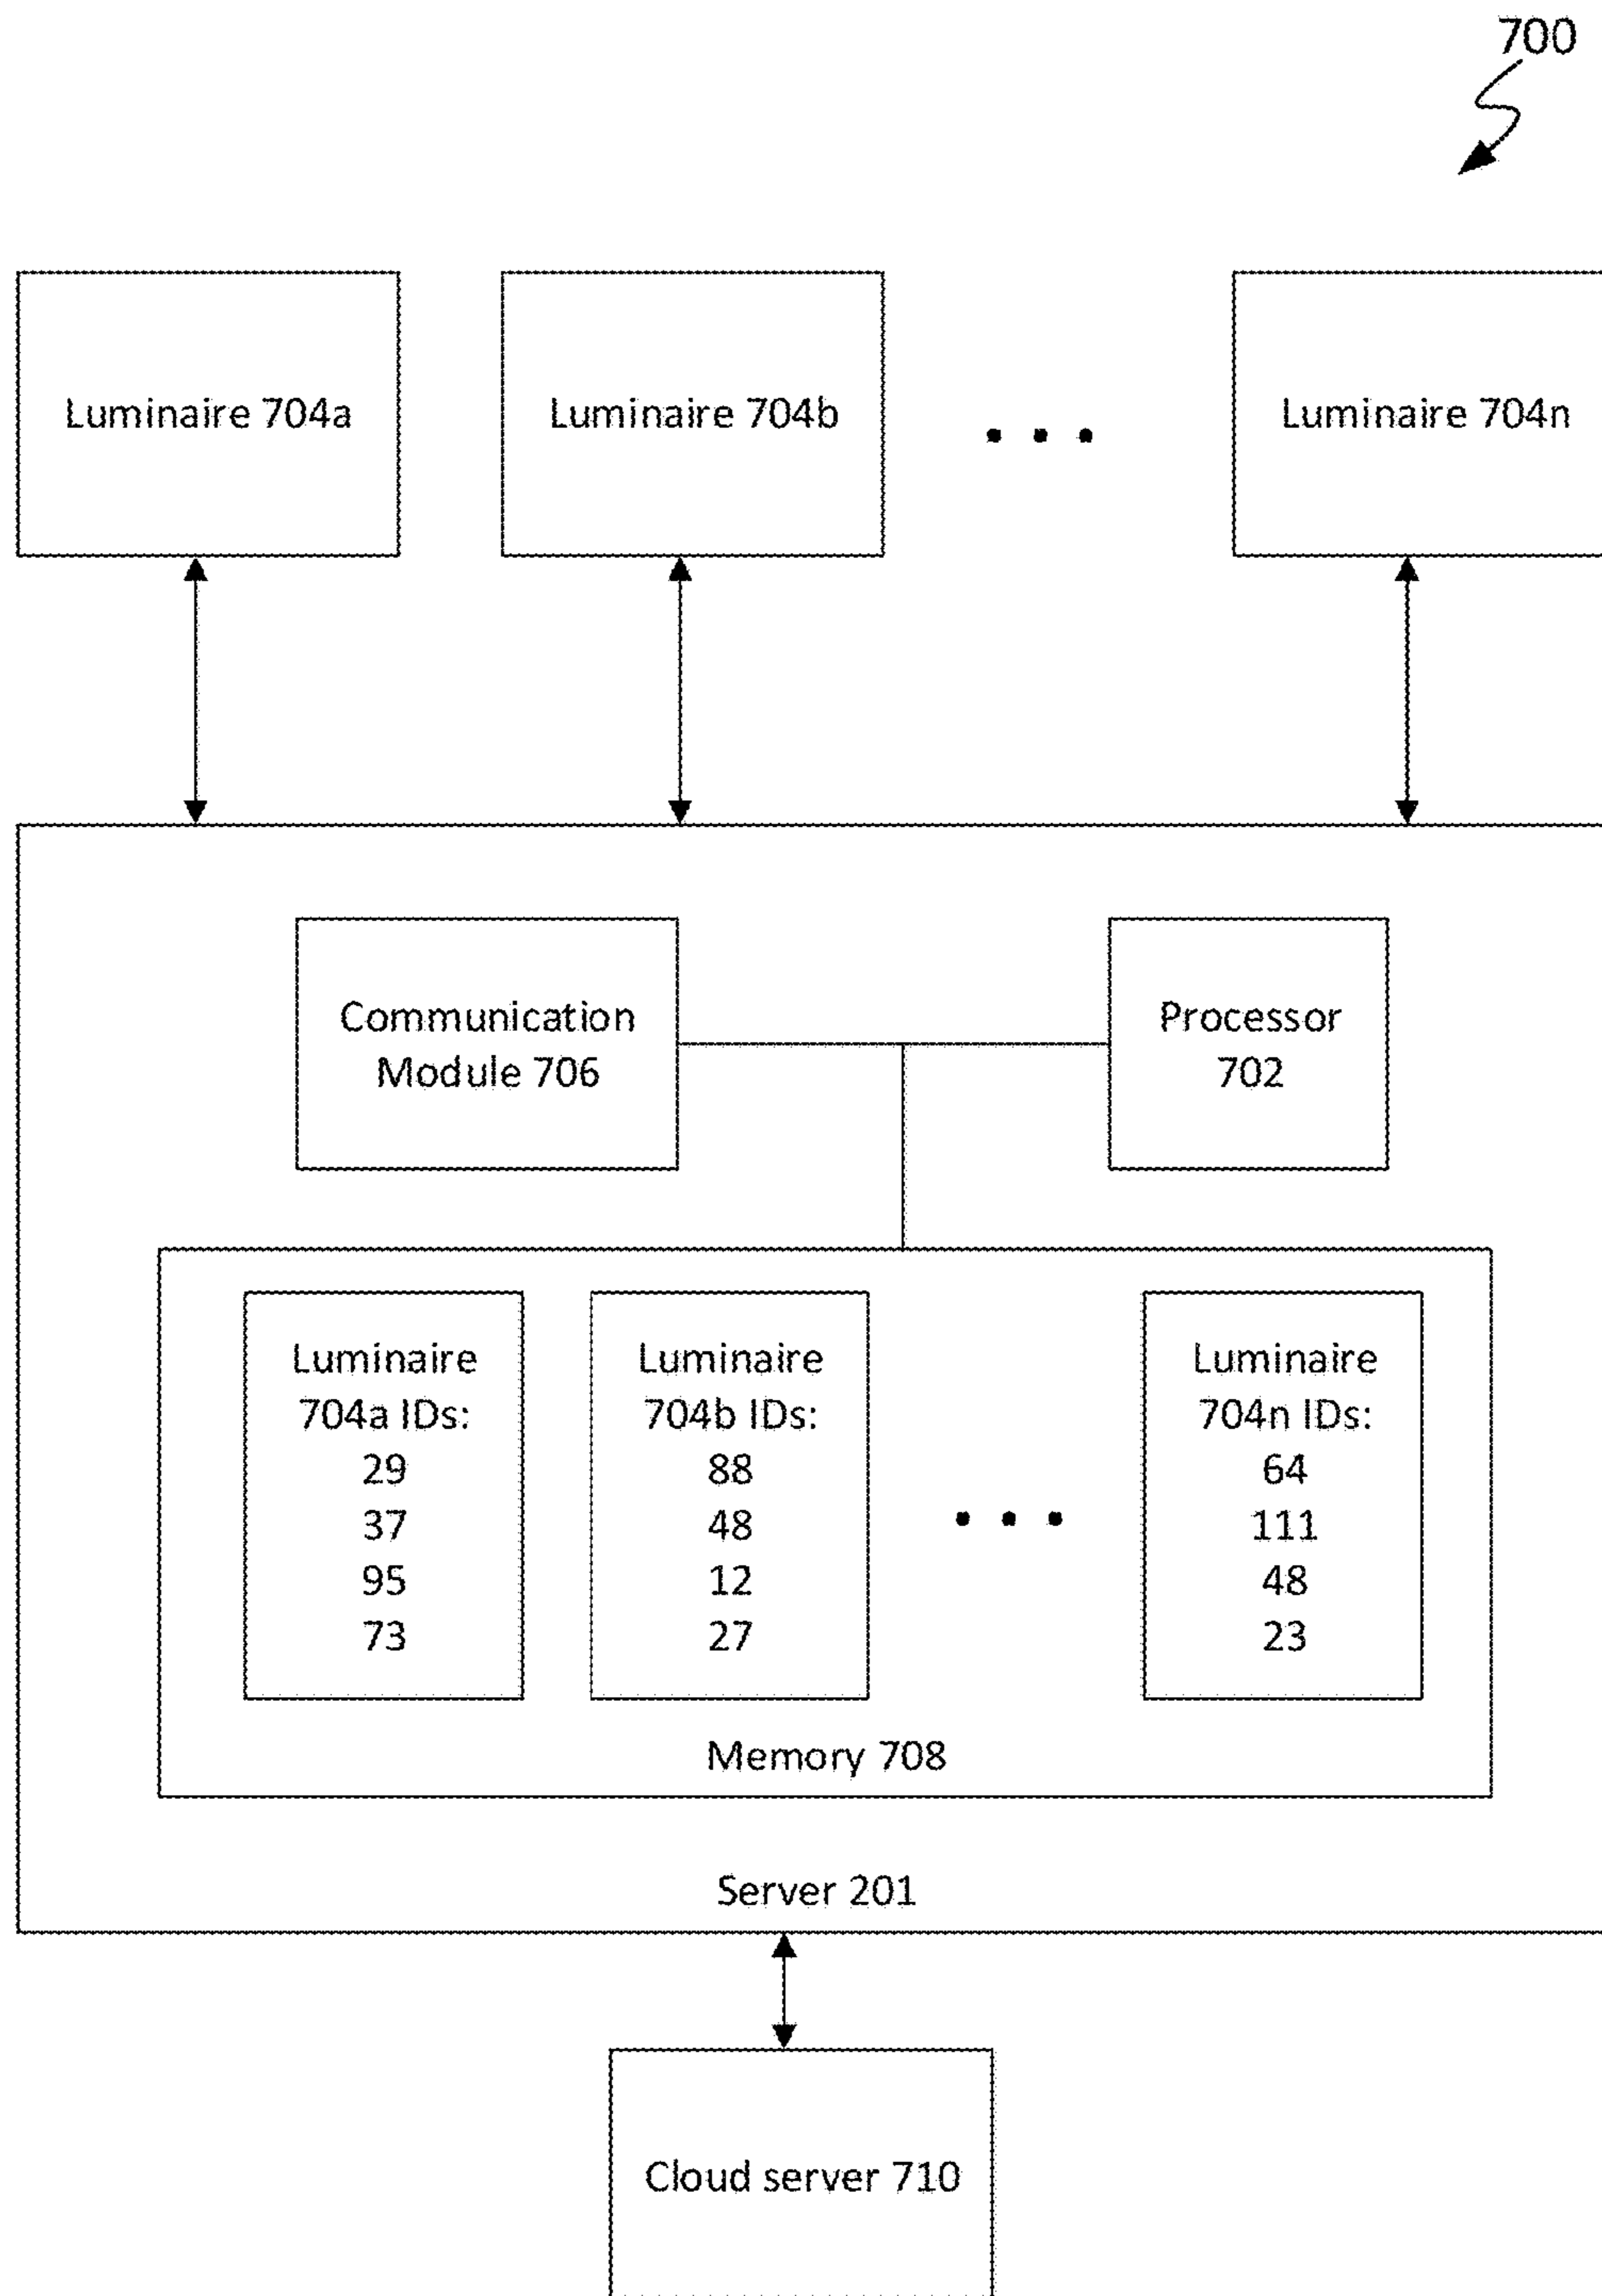 700
Luminaire 704a
Luminaire 704b
Luminaire 704n
Communication
Module 706
Processor
702
Luminaire
704a IDs:
29
37
95
73
Luminaire
704b IDs:
88
48
12
27
Luminaire
704n IDs:
64
111
48
23
Memory 708
Server 201
Cloud server 710